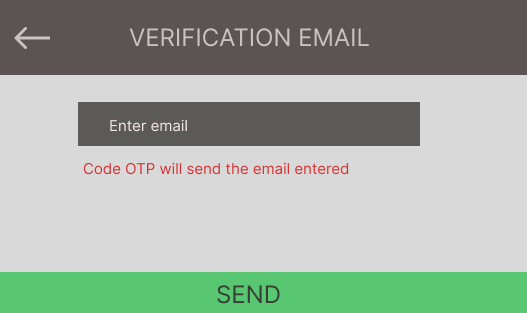 VERIFICATION EMAIL
Enter email
Code OTP will send the email entered
SEND